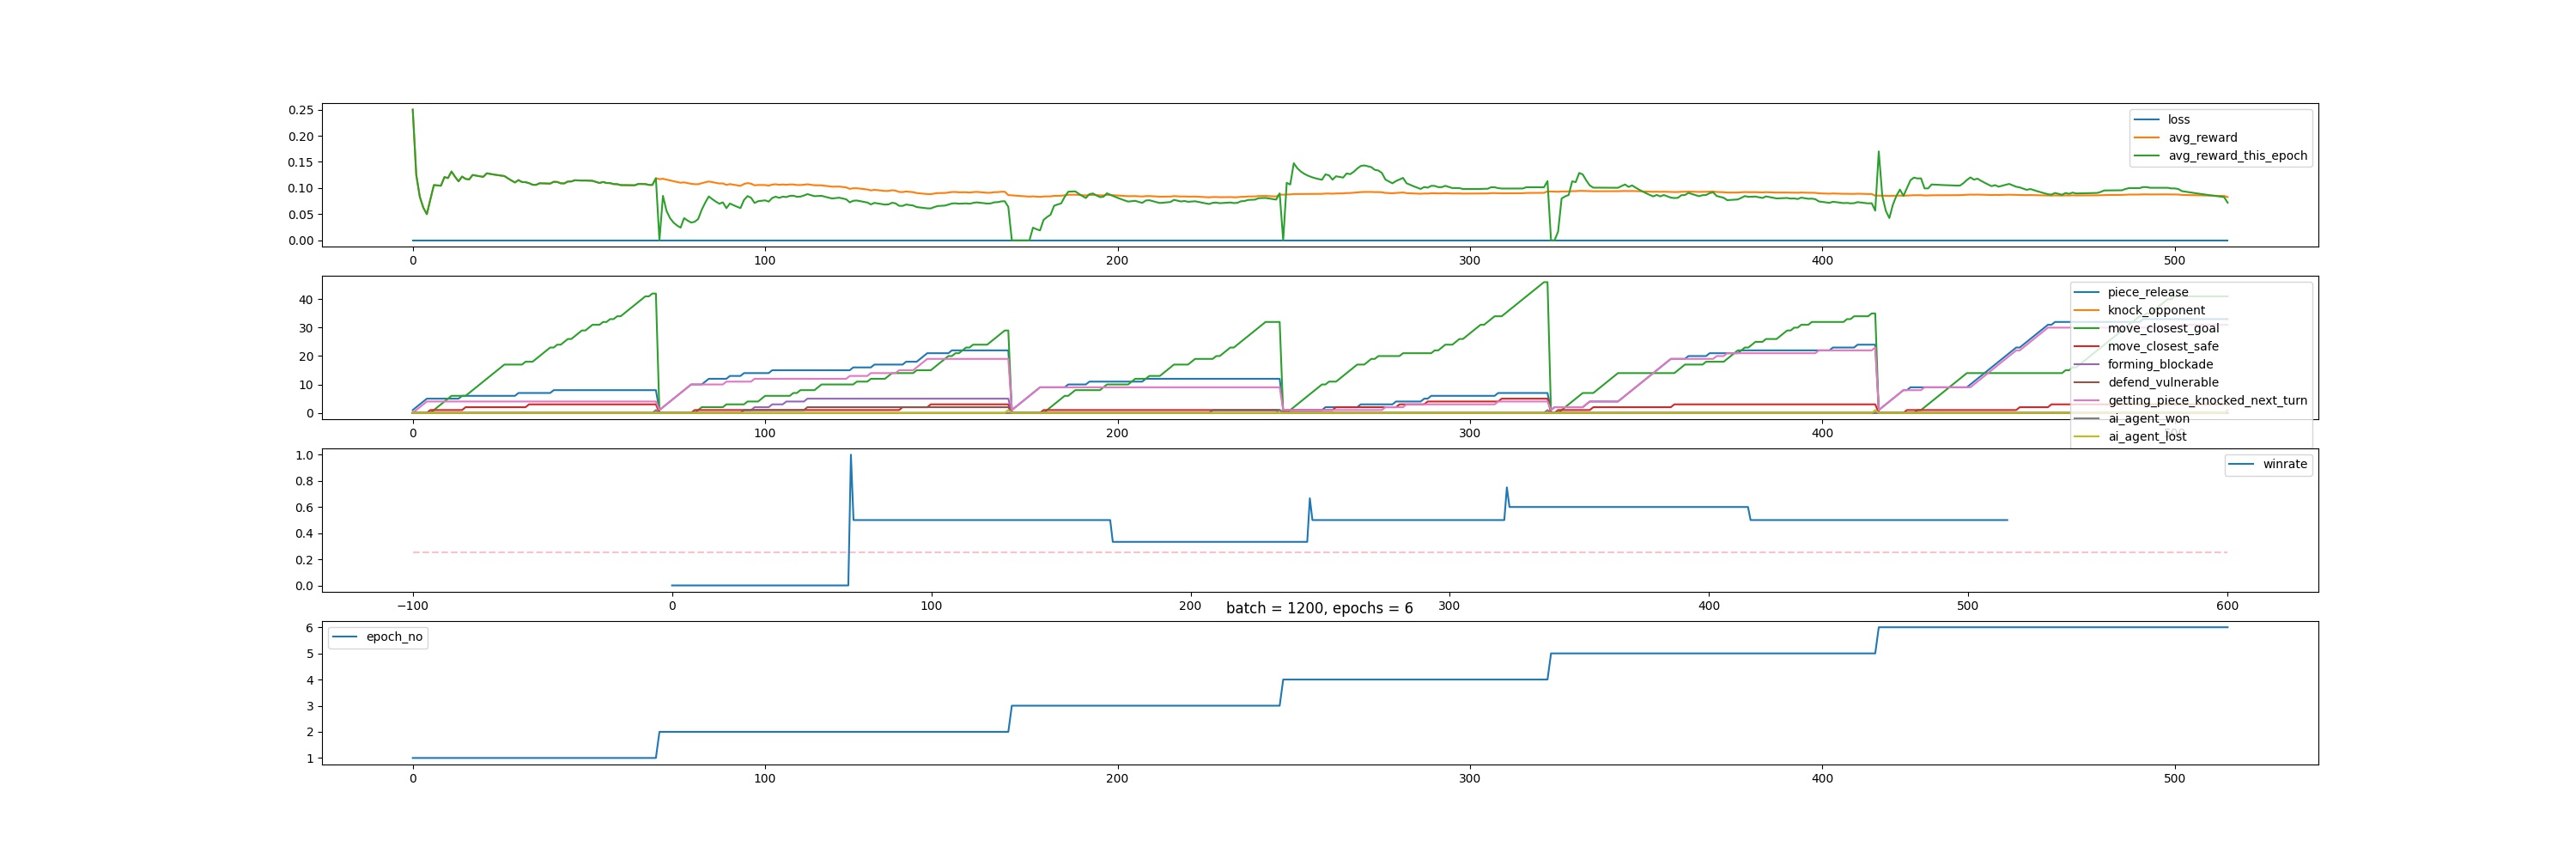 0.25
0.20
0.15
0.10
0.05
0.00
loss
avg_reward
avg_reward_this_epoch
0 100 200 300 400 500
40
30
20
10
0
piece_release
knock_opponent
move_closest_goal
move_closest_safe
forming_blockade
defend_vulnerable
getting_piece_knocked_next_turn
ai_agent_won
ai_agent_lost
0 100 200 300 400
1.0
0.8
0.6
0.4
0.2
0.0
winrate
−100 0 100 200 300 400 500 600
batch = 1200, epochs = 6
6
5
4
3
2
1
epoch_no
0 100 200 300 400 500